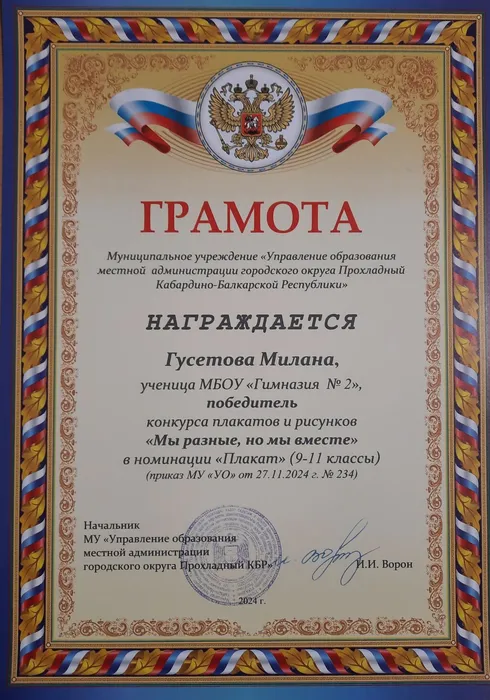 ГРАМОТА
Муниципальное учреждение «Управление образования
местной администрации городского округа Прохладный
Кабардино-Балкарской Республики»
НАГРАЖДАЕТСЯ
Гусетова Милана,
ученица МБОУ «Гимназия № 2»,
победитель
конкурса плакатов и рисунков
«Мы разные, но мы вместе»
в номинации «Плакат» (9-11 классы)
(приказ МУ «УО» от 27.11.2024 г. № 234)
Начальник
МУ «Управление образования
местной администрации
городского округа Прохладный КБР»
И.И. Ворон
2024 г.